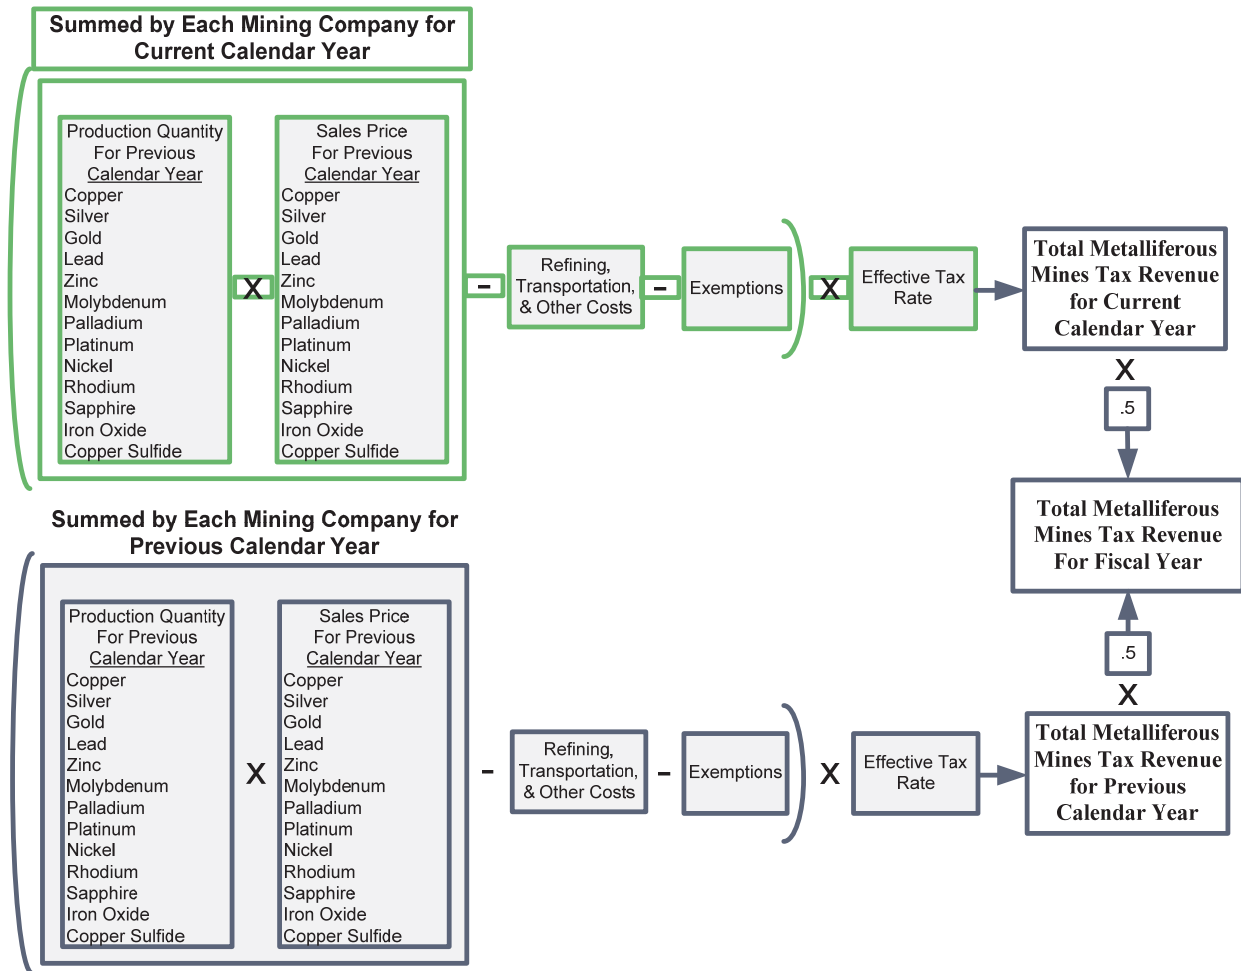 Summed by Each Mining Company for
Current Calendar Year
Production Quantity
For Previous
Calendar Year
Copper
Silver
Gold
Lead
Zinc
Molybdenum
Palladium
Platinum
Nickel
Rhodium
Sapphire
Iron Oxide
Copper Sulfide
X
Sales Price
For Previous
Calendar Year
Copper
Silver
Gold
Lead
Zinc
Molybdenum
Palladium
Platinum
Nickel
Rhodium
Sapphire
Iron Oxide
Copper Sulfide
-
Refining,
Transportation,
& Other Costs
-
Exemptions
X
Effective Tax
Rate
Total Metalliferous
Mines Tax Revenue
for Current
Calendar Year
X
.5
Total Metalliferous
Mines Tax Revenue
For Fiscal Year
Summed by Each Mining Company for
Previous Calendar Year
Production Quantity
For Previous
Calendar Year
Copper
Silver
Gold
Lead
Zinc
Molybdenum
Palladium
Platinum
Nickel
Rhodium
Sapphire
Iron Oxide
Copper Sulfide
X
Sales Price
For Previous
Calendar Year
Copper
Silver
Gold
Lead
Zinc
Molybdenum
Palladium
Platinum
Nickel
Rhodium
Sapphire
Iron Oxide
Copper Sulfide
-
Refining,
Transportation,
& Other Costs
-
Exemptions
X
Effective Tax
Rate
.5
X
Total Metalliferous
Mines Tax Revenue
for Previous
Calendar Year